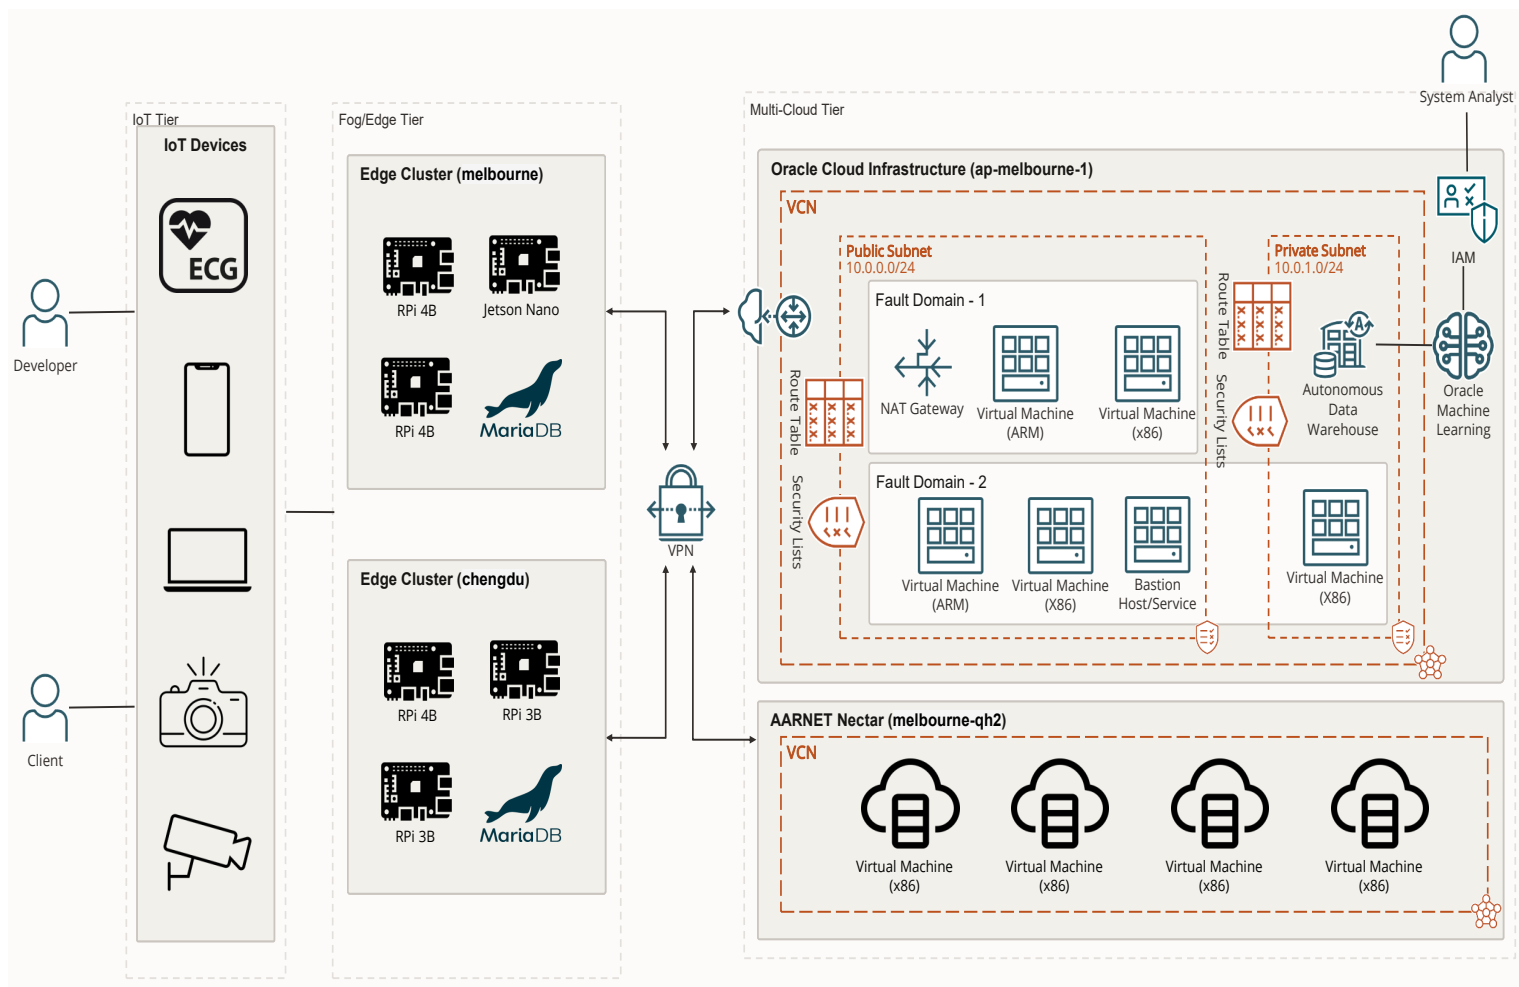 System Analyst
IoT Tier
Fog/Edge Tier
Multi-Cloud Tier
IoT Devices
ECG
Developer
Client
Edge Cluster (melbourne)
RPi 4B
Jetson Nano
RPi 4B
MariaDB
Edge Cluster (chengdu)
RPi 4B
RPi 3B
RPi 3B
MariaDB
VPN
Oracle Cloud Infrastructure (ap-melbourne-1)
VCN
Public Subnet
10.0.0.0/24
Route Table
Security Lists
Fault Domain - 1
NAT Gateway
Virtual Machine
(ARM)
Virtual Machine
(x86)
Fault Domain - 2
Virtual Machine
(ARM)
Virtual Machine
(X86)
Bastion
Host/Service
Route Table
Security Lists
Private Subnet
10.0.1.0/24
A
Autonomous
Data
Warehouse
Virtual Machine
(X86)
IAM
Oracle
Machine
Learning
AARNET Nectar (melbourne-qh2)
VCN
Virtual Machine
(x86)
Virtual Machine
(x86)
Virtual Machine
(x86)
Virtual Machine
(x86)